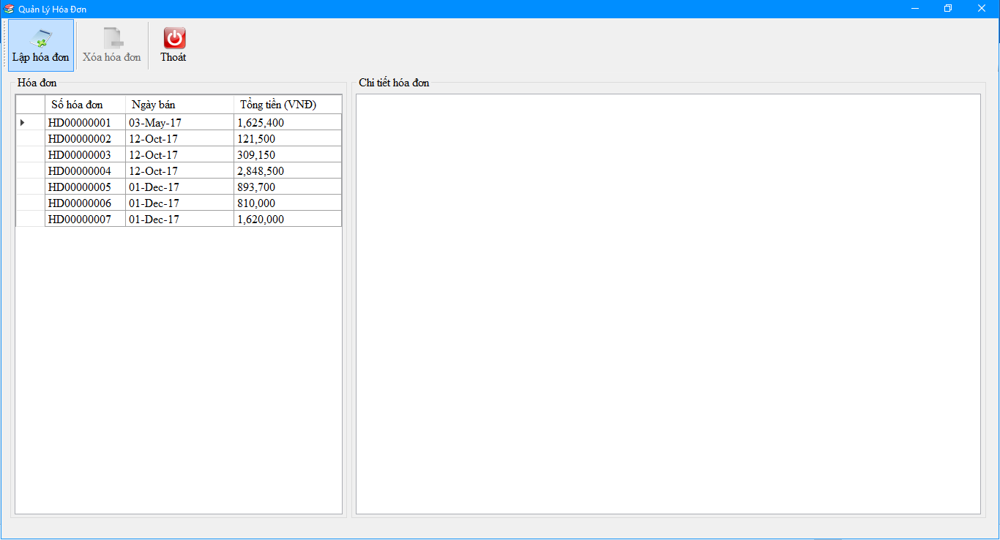 Quản Lý Hóa Đơn
Lập hóa đơn Xóa hóa đơn Thoát
Hóa đơn
Số hóa đơn Ngày bán Tổng tiền (VNĐ)
HD00000001 03-May-17 1,625,400
HD00000002 12-Oct-17 121,500
HD00000003 12-Oct-17 309,150
HD00000004 12-Oct-17 2,848,500
HD00000005 01-Dec-17 893,700
HD00000006 01-Dec-17 810,000
HD00000007 01-Dec-17 1,620,000
Chi tiết hóa đơn